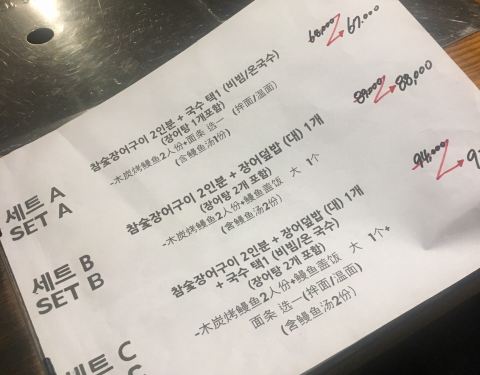 세트 A
SET A
참숯장어구이 2인분 + 국수 택1 (비빔/온국수)
(장어탕 1개포함)
-木炭烤鳗鱼2人份+面条 选一 (拌面/温面)
(含鳗鱼汤1份)
68,000 67.000
세트 B
SET B
참숯장어구이 2인분 + 장어덮밥 (대) 1개
(장어탕 2개 포함)
-木炭烤鳗鱼2人份+鳗鱼盖饭 大 1个
(含鳗鱼汤2份)
89,000 88,000
세트 C
참숯장어구이 2인분 + 장어덮밥 (대) 1개
+ 국수 택1 (비빔/온 국수)
(장어탕 2개 포함)
-木炭烤鳗鱼2人份+鳗鱼盖饭 大 1个+
面条 选一(拌面/温面)
(含鳗鱼汤2份)
94,000